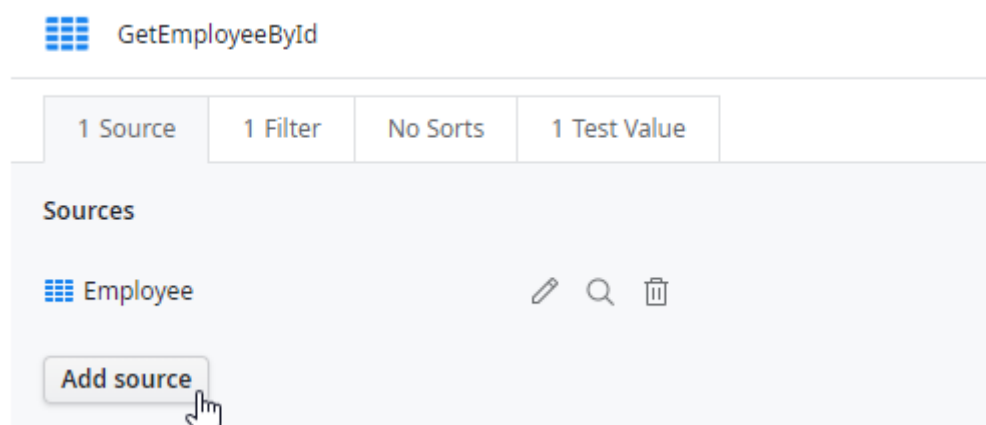 GetEmployeeById
1 Source 1 Filter No Sorts 1 Test Value
Sources
Employee
Add source